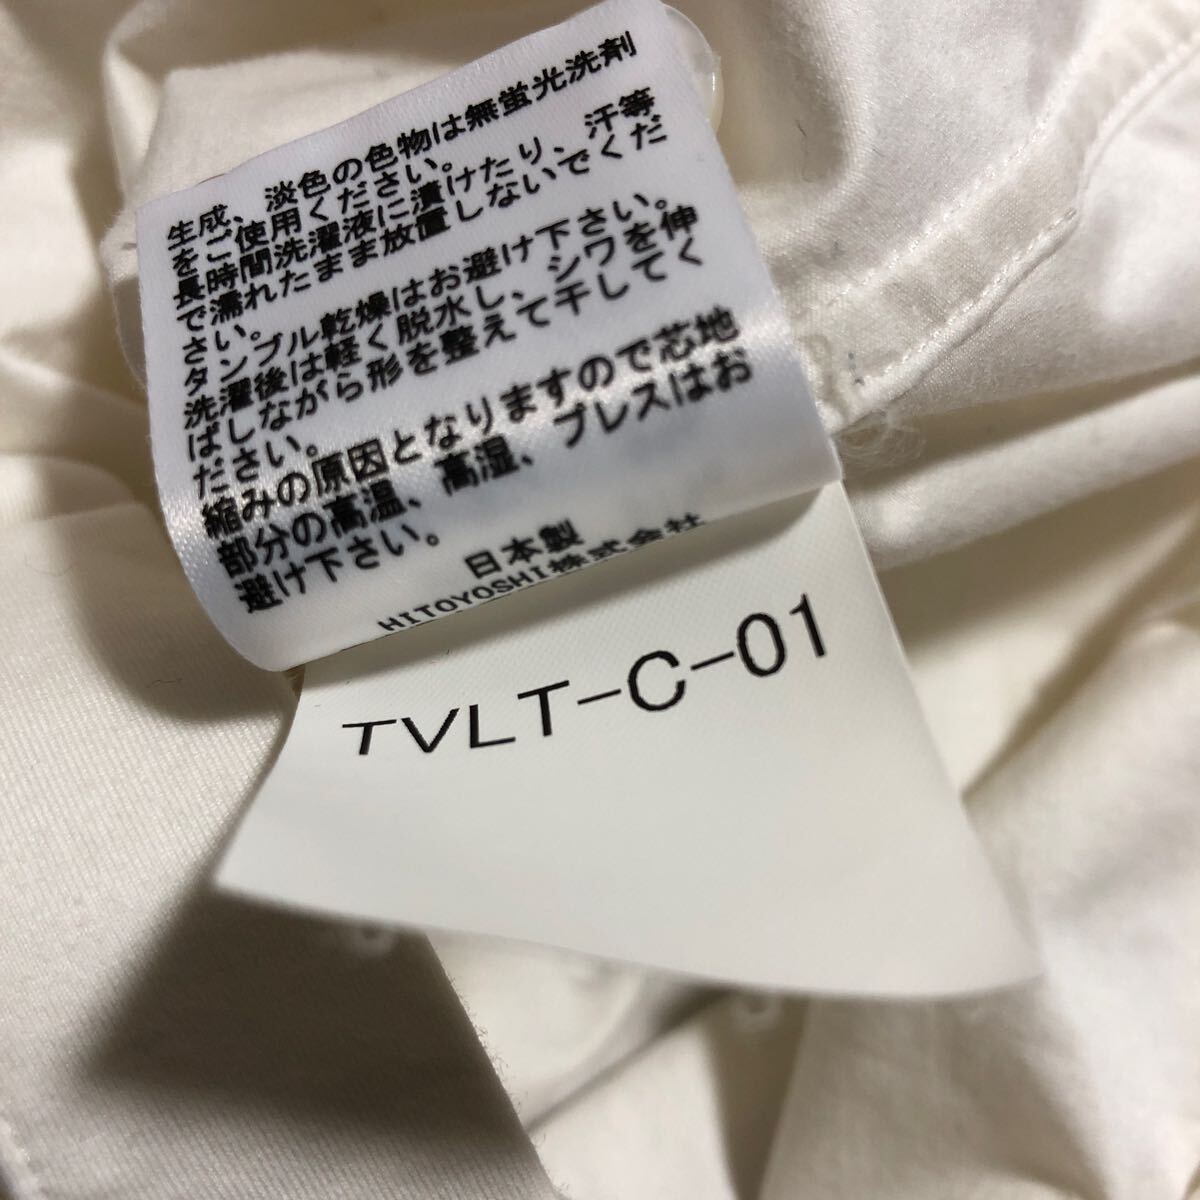 生成、淡色の色物は無蛍光洗剤
をご使用ください。
長時間洗濯液に漬けたり、汗等
で濡れたまま放置しないでくだ
さい。
タンブル乾燥はお避け下さい。
洗濯後は軽く脱水し、シワを伸
ばしながら形を整えて干してく
ださい。
縮みの原因となりますので芯地
部分の高温、高湿、プレスはお
避け下さい。
日本製
HITOYOSHI株式会社
TVLT-C-01